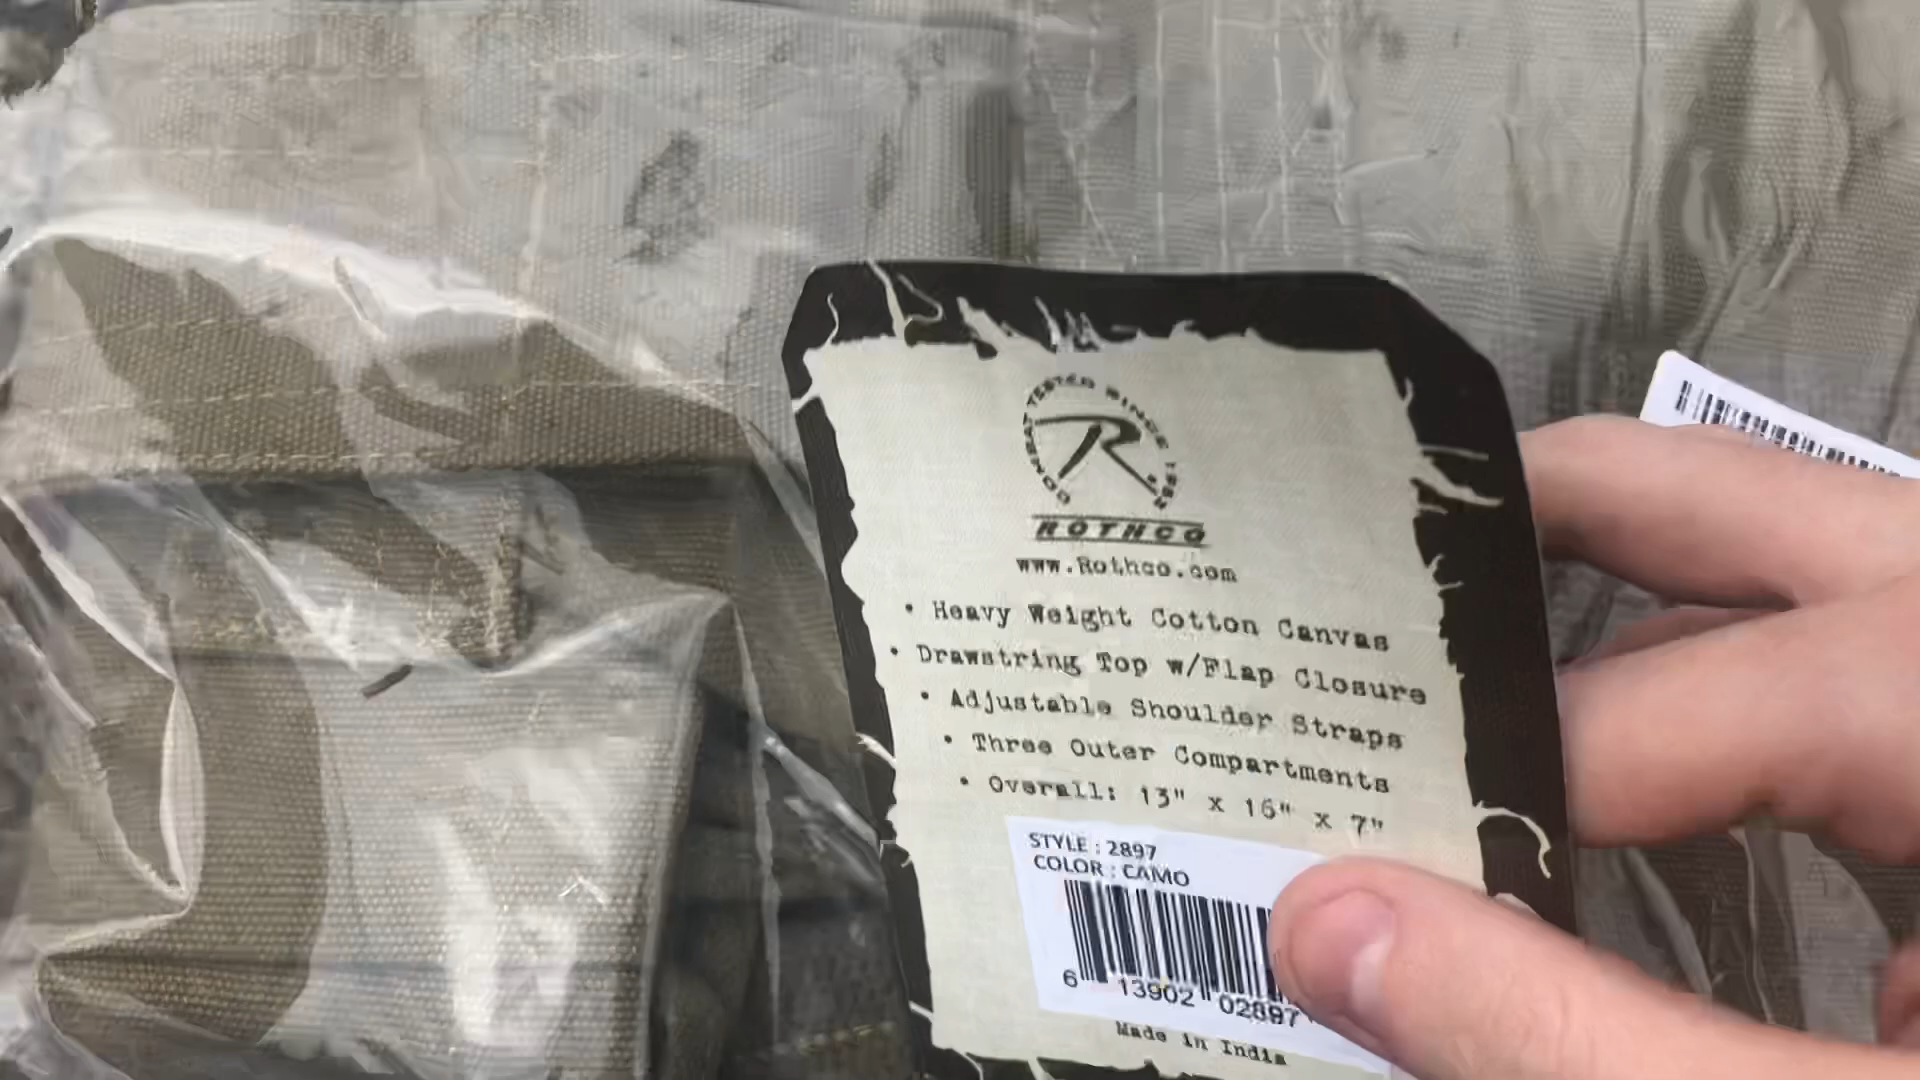 COMBAT TESTED SINCE 1953
R
ROTHCO
www.Rothco.com
• Heavy Weight Cotton Canvas
• Drawstring Top w/Flap Closure
• Adjustable Shoulder Straps
• Three Outer Compartments
• Overall: 13" x 16" x 7"
STYLE : 2897
COLOR : CAMO
6 13902 02897
Made in India